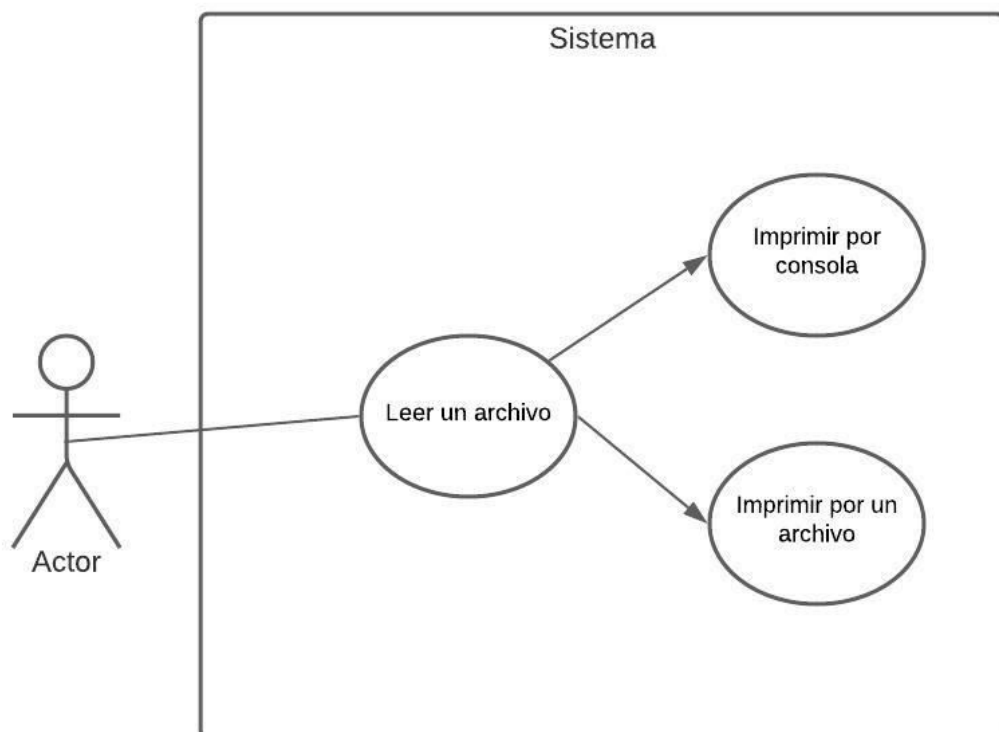 Sistema
Imprimir por
consola
Leer un archivo
Imprimir por un
archivo
Actor